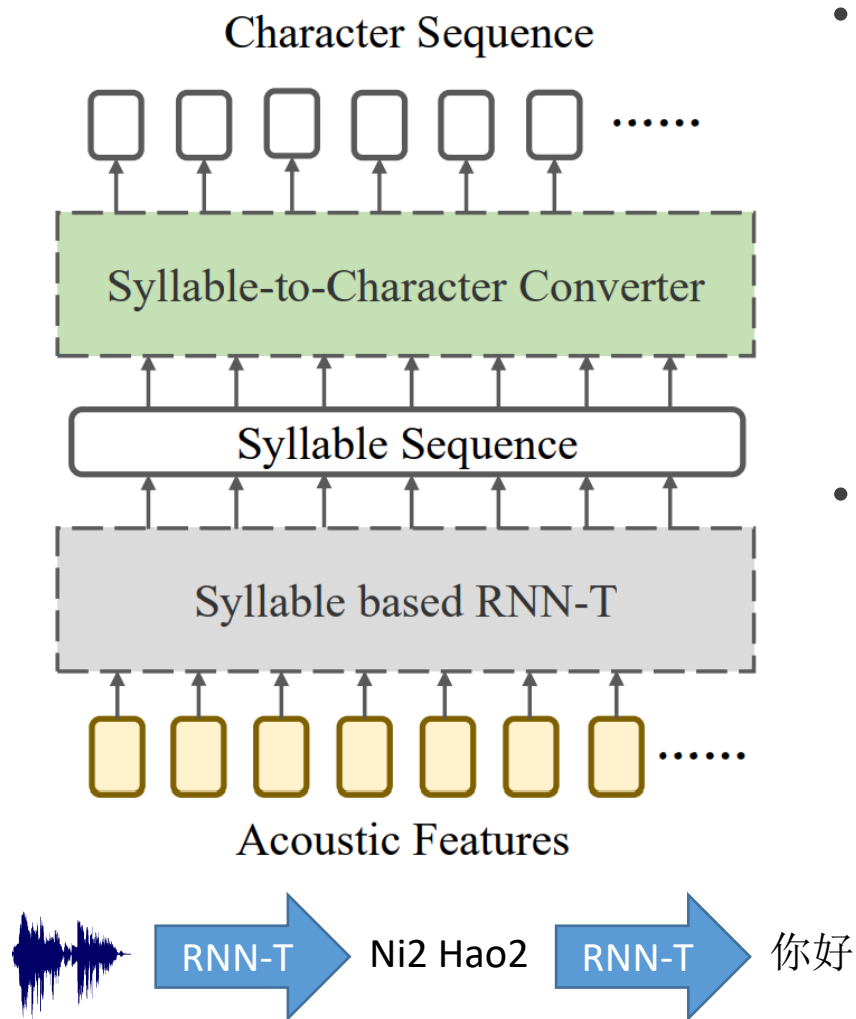 Character Sequence
......
Syllable-to-Character Converter
Syllable Sequence
Syllable based RNN-T
......
Acoustic Features
RNN-T Ni2 Hao2 RNN-T 你好